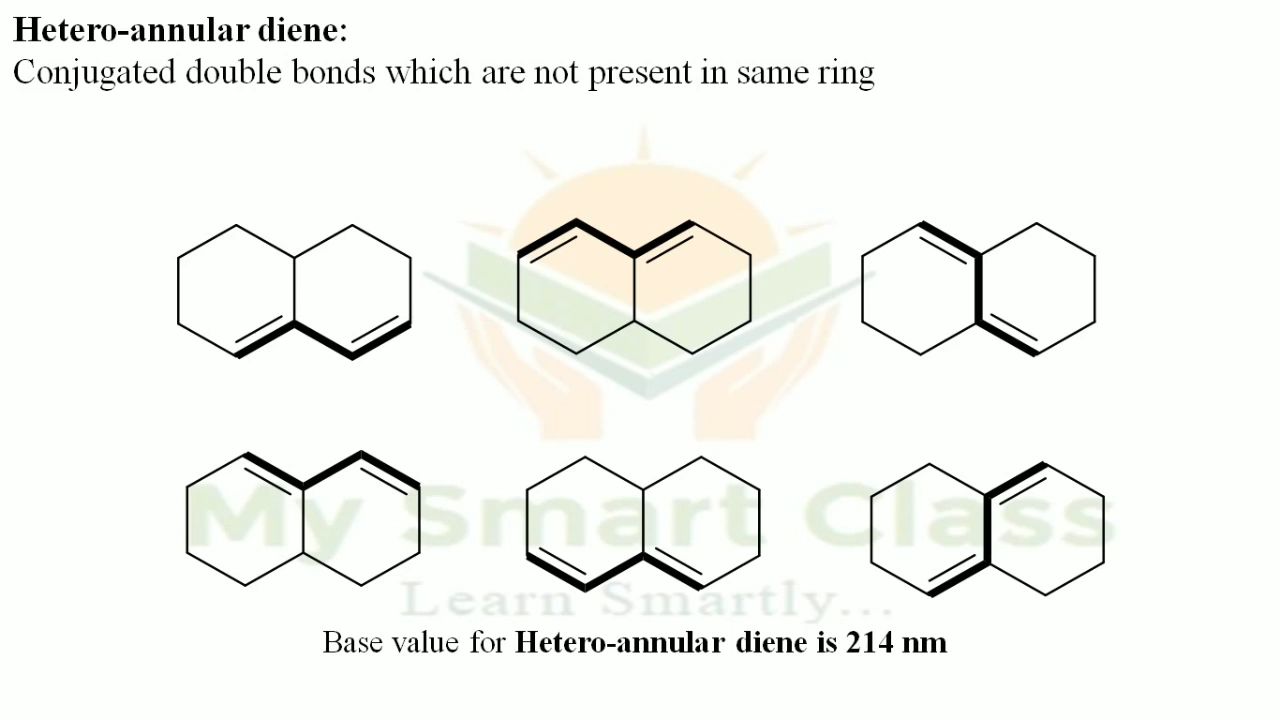 Hetero-annular diene:
Conjugated double bonds which are not present in same ring
My Smart Class
Learn Smartly...
Base value for Hetero-annular diene is 214 nm